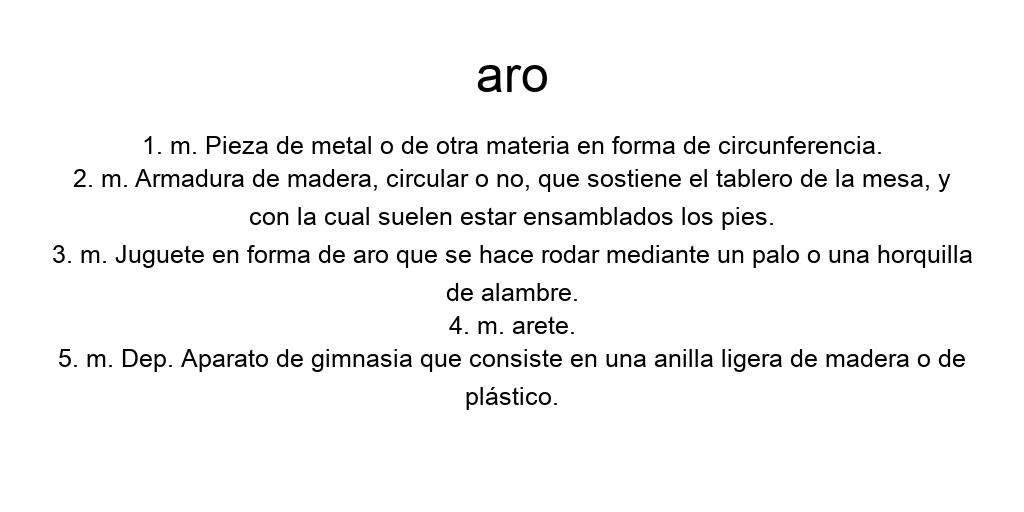 aro
1. m. Pieza de metal o de otra materia en forma de circunferencia.
2. m. Armadura de madera, circular o no, que sostiene el tablero de la mesa, y
con la cual suelen estar ensamblados los pies.
3. m. Juguete en forma de aro que se hace rodar mediante un palo o una horquilla
de alambre.
4. m. arete.
5. m. Dep. Aparato de gimnasia que consiste en una anilla ligera de madera o de
plástico.